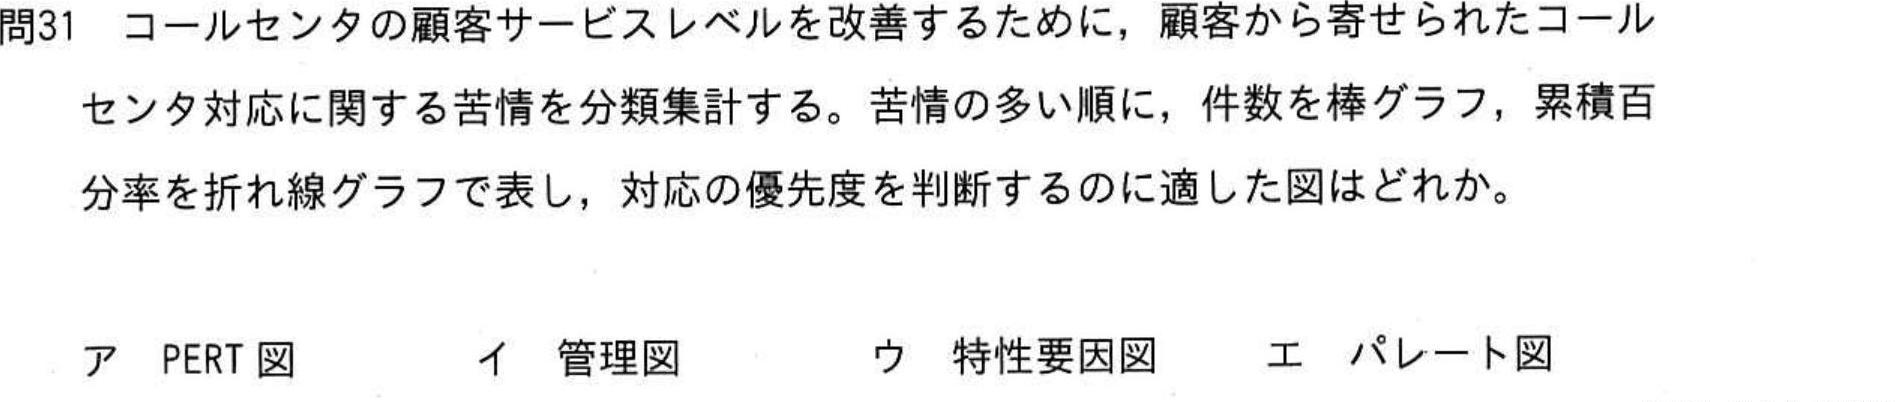 問31 コールセンタの顧客サービスレベルを改善するために，顧客から寄せられたコール
センタ対応に関する苦情を分類集計する。苦情の多い順に，件数を棒グラフ，累積百
分率を折れ線グラフで表し，対応の優先度を判断するのに適した図はどれか。
ア PERT 図 イ 管理図 ウ 特性要因図 エ パレート図